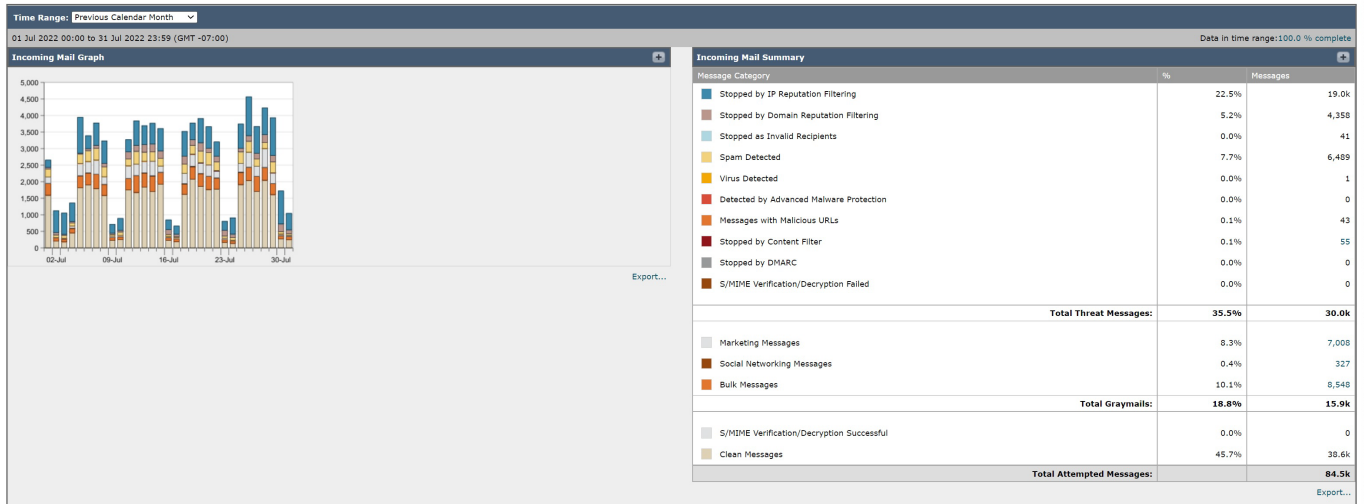 Time Range: Previous Calendar Month
01 Jul 2022 00:00 to 31 Jul 2022 23:59 (GMT -07:00) Data in time range:100.0 % complete
Incoming Mail Graph
5,000
4,500
4,000
3,500
3,000
2,500
2,000
1,500
1,000
500
0
02-Jul 09-Jul 16-Jul 23-Jul 30-Jul
Export...
Incoming Mail Summary
Message Category % Messages
Stopped by IP Reputation Filtering 22.5% 19.0k
Stopped by Domain Reputation Filtering 5.2% 4,358
Stopped as Invalid Recipients 0.0% 41
Spam Detected 7.7% 6,489
Virus Detected 0.0% 1
Detected by Advanced Malware Protection 0.0% 0
Messages with Malicious URLs 0.1% 43
Stopped by Content Filter 0.1% 55
Stopped by DMARC 0.0% 0
S/MIME Verification/Decryption Failed 0.0% 0
Total Threat Messages: 35.5% 30.0k
Marketing Messages 8.3% 7,008
Social Networking Messages 0.4% 327
Bulk Messages 10.1% 8,548
Total Graymails: 18.8% 15.9k
S/MIME Verification/Decryption Successful 0.0% 0
Clean Messages 45.7% 38.6k
Total Attempted Messages: 84.5k
Export...